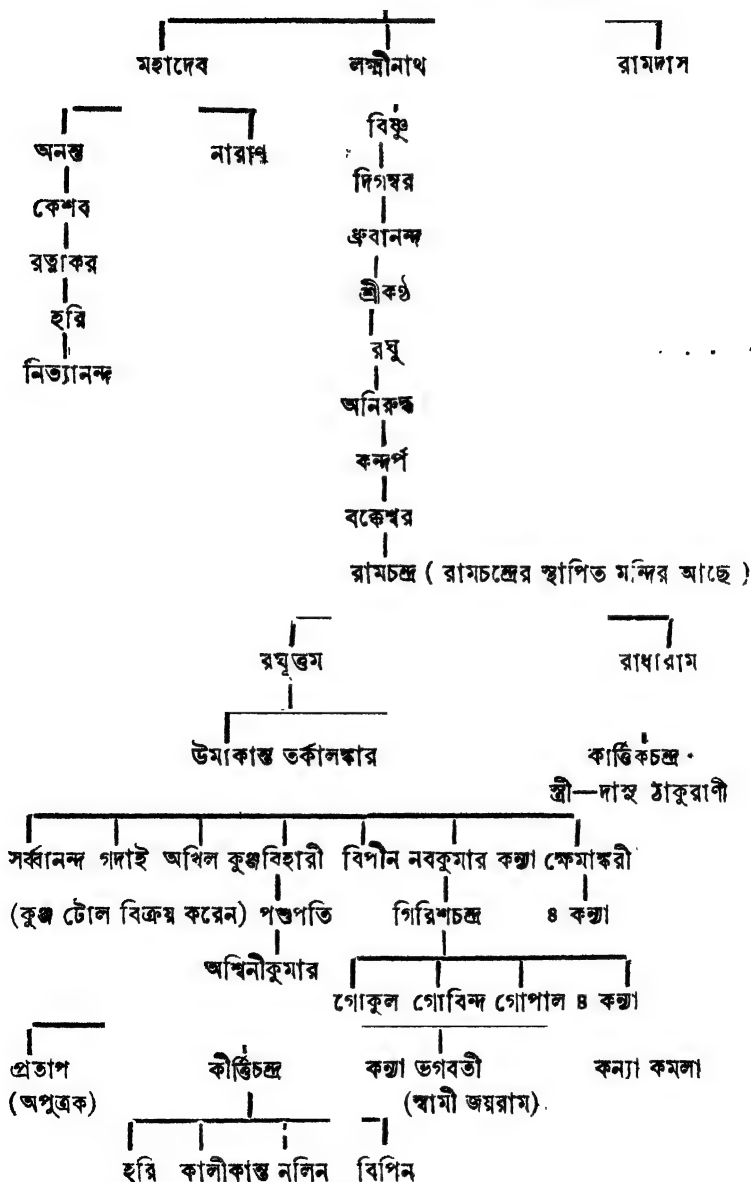 মহাদেব লক্ষ্মীনাথ রামদাস
অনন্ত নারাণ বিষ্ণু
দিগম্বর
কেশব
ধ্রুবানন্দ
রত্নাকর
শ্রীকণ্ঠ
হরি
রঘু
নিত্যানন্দ
অনিরুদ্ধ
কন্দর্প
বক্কেশ্বর
রামচন্দ্র ( রামচন্দ্রের স্থাপিত মন্দির আছে )
রঘূত্তম রাধারাম
উমাকান্ত তর্কালঙ্কার কার্ত্তিকচন্দ্র
স্ত্রী—দাসু ঠাকুরাণী
সর্ব্বানন্দ গদাই অখিল কুঞ্জবিহারী বিপীন নবকুমার কন্যা ক্ষেমাঙ্করী
(কুঞ্জ টোল বিক্রয় করেন) পশুপতি গিরিশচন্দ্র ৪ কন্যা
অশ্বিনীকুমার
গোকুল গোবিন্দ গোপাল ৪ কন্যা
প্রতাপ কীর্ত্তিচন্দ্র কন্যা ভগবতী কন্যা কমলা
(অপুত্রক) (স্বামী জয়রাম)
হরি কালীকান্ত নলিন বিপিন